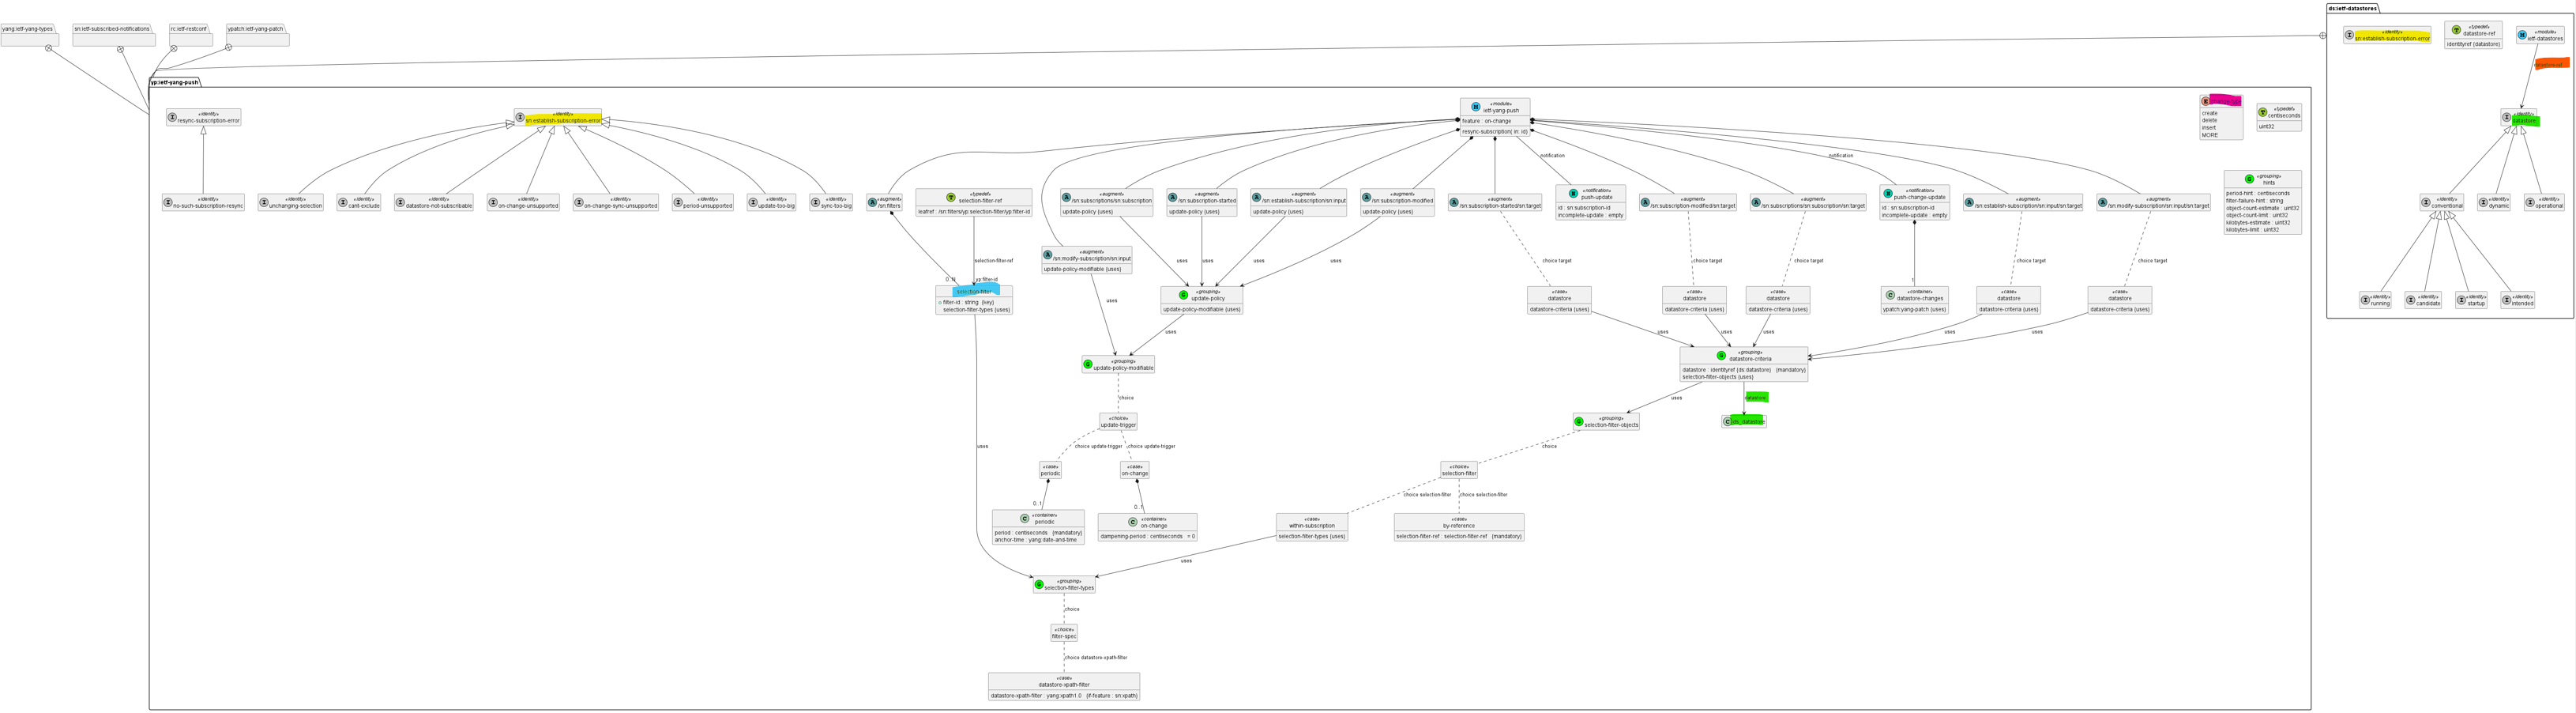 yang:ietf-yang-types
sn:ietf-subscribed-notifications
rc:ietf-restconf
ypatch:ietf-yang-patch
ds:ietf-datastores
«identity»
sn:establish-subscription-error
«typedef»
datastore-ref
identityref {datastore}
«module»
ietf-datastores
datastore-ref
«identity»
datastore
«identity»
conventional
«identity»
dynamic
«identity»
operational
«identity»
running
«identity»
candidate
«identity»
startup
«identity»
intended
yp:ietf-yang-push
«identity»
resync-subscription-error
«identity»
sn:establish-subscription-error
«module»
ietf-yang-push
feature : on-change
resync-subscription( in: id)
create
delete
insert
MORE
«typedef»
centiseconds
uint32
notification
notification
«identity»
no-such-subscription-resync
«identity»
unchanging-selection
«identity»
cant-exclude
«identity»
datastore-not-subscribable
«identity»
on-change-unsupported
«identity»
on-change-sync-unsupported
«identity»
period-unsupported
«identity»
update-too-big
«identity»
sync-too-big
«augment»
/sn:filters
«typedef»
selection-filter-ref
leafref : /sn:filters/yp:selection-filter/yp:filter-id
«augment»
/sn:subscriptions/sn:subscription
update-policy (uses)
«augment»
/sn:subscription-started
update-policy (uses)
«augment»
/sn:establish-subscription/sn:input
update-policy (uses)
«augment»
/sn:subscription-modified
update-policy (uses)
«augment»
/sn:subscription-started/sn:target
«notification»
push-update
id : sn:subscription-id
incomplete-update : empty
«augment»
/sn:subscription-modified/sn:target
«augment»
/sn:subscriptions/sn:subscription/sn:target
«notification»
push-change-update
id : sn:subscription-id
incomplete-update : empty
«augment»
/sn:establish-subscription/sn:input/sn:target
«augment»
/sn:modify-subscription/sn:input/sn:target
«grouping»
hints
period-hint : centiseconds
filter-failure-hint : string
object-count-estimate : uint32
object-count-limit : uint32
kilobytes-estimate : uint32
kilobytes-limit : uint32
«augment»
/sn:modify-subscription/sn:input
update-policy-modifiable (uses)
selection-filter-ref
uses
uses
uses
uses
choice target
choice target
choice target
choice target
choice target
0..N
yp:filter-id
1
selection-filter
filter-id : string (key)
selection-filter-types (uses)
uses
«grouping»
update-policy
update-policy-modifiable (uses)
«case»
datastore
datastore-criteria (uses)
«case»
datastore
datastore-criteria (uses)
«case»
datastore
datastore-criteria (uses)
«container»
datastore-changes
ypatch:yang-patch (uses)
«case»
datastore
datastore-criteria (uses)
«case»
datastore
datastore-criteria (uses)
uses
uses
uses
uses
uses
uses
«grouping»
update-policy-modifiable
«grouping»
datastore-criteria
datastore : identityref {ds:datastore} (mandatory)
selection-filter-objects (uses)
choice
uses
datastore
«choice»
update-trigger
«grouping»
selection-filter-objects
ds_datastore
uses
choice update-trigger
choice update-trigger
choice
«case»
periodic
«case»
on-change
«choice»
selection-filter
0..1
0..1
choice selection-filter
choice selection-filter
«container»
periodic
period : centiseconds (mandatory)
anchor-time : yang:date-and-time
«container»
on-change
dampening-period : centiseconds = 0
«case»
within-subscription
selection-filter-types (uses)
«case»
by-reference
selection-filter-ref : selection-filter-ref (mandatory)
uses
«grouping»
selection-filter-types
choice
«choice»
filter-spec
choice datastore-xpath-filter
«case»
datastore-xpath-filter
datastore-xpath-filter : yang:xpath1.0 {if-feature : sn:xpath}